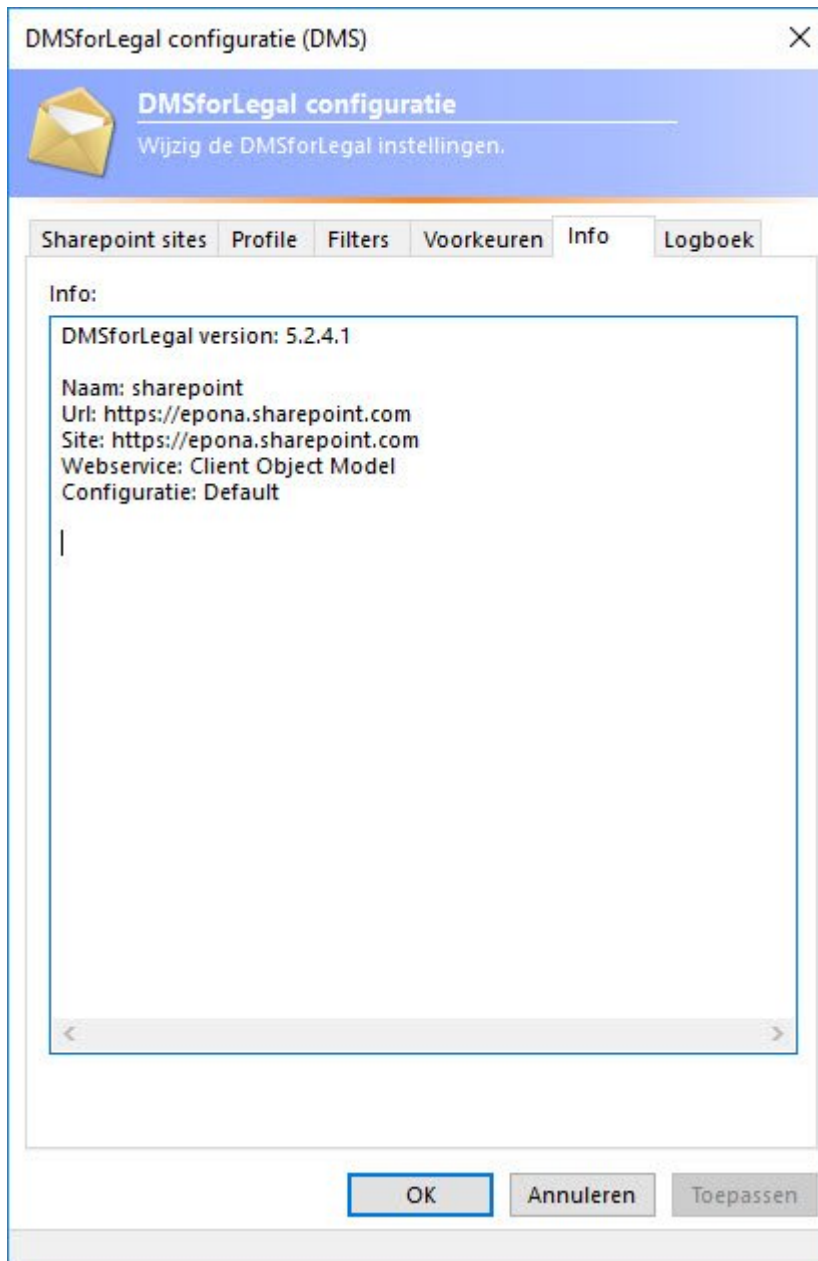 DMSforLegal configuratie (DMS)
DMSforLegal configuratie
Wijzig de DMSforLegal instellingen.
Sharepoint sites Profile Filters Voorkeuren Info Logboek
Info:
DMSforLegal version: 5.2.4.1
Naam: sharepoint
Url: https://epona.sharepoint.com
Site: https://epona.sharepoint.com
Webservice: Client Object Model
Configuratie: Default
OK Annuleren Toepassen